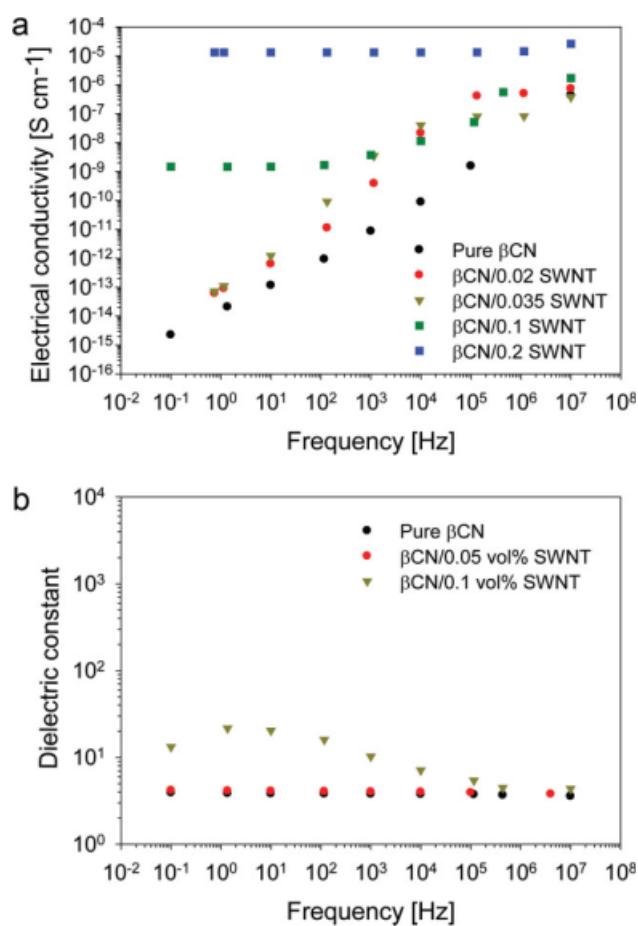 a
Electrical conductivity [S cm-1]
10-4
10-5
10-6
10-7
10-8
10-9
10-10
10-11
10-12
10-13
10-14
10-15
10-16
Pure βCN
βCN/0.02 SWNT
βCN/0.035 SWNT
βCN/0.1 SWNT
βCN/0.2 SWNT
10-2 10-1 100 101 102 103 104 105 106 107 108
Frequency [Hz]
b
Dielectric constant
104
103
102
101
100
Pure βCN
βCN/0.05 vol% SWNT
βCN/0.1 vol% SWNT
10-2 10-1 100 101 102 103 104 105 106 107 108
Frequency [Hz]